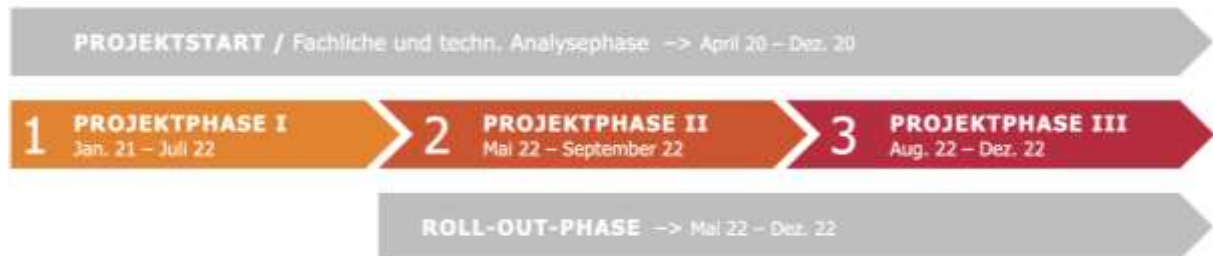 PROJEKTSTART / Fachliche und techn. Analysephase –> April 20 – Dez. 20
1 PROJEKTPHASE I
Jan. 21 – Juli 22
2 PROJEKTPHASE II
Mai 22 – September 22
3 PROJEKTPHASE III
Aug. 22 – Dez. 22
ROLL-OUT-PHASE –> Mai 22 – Dez. 22